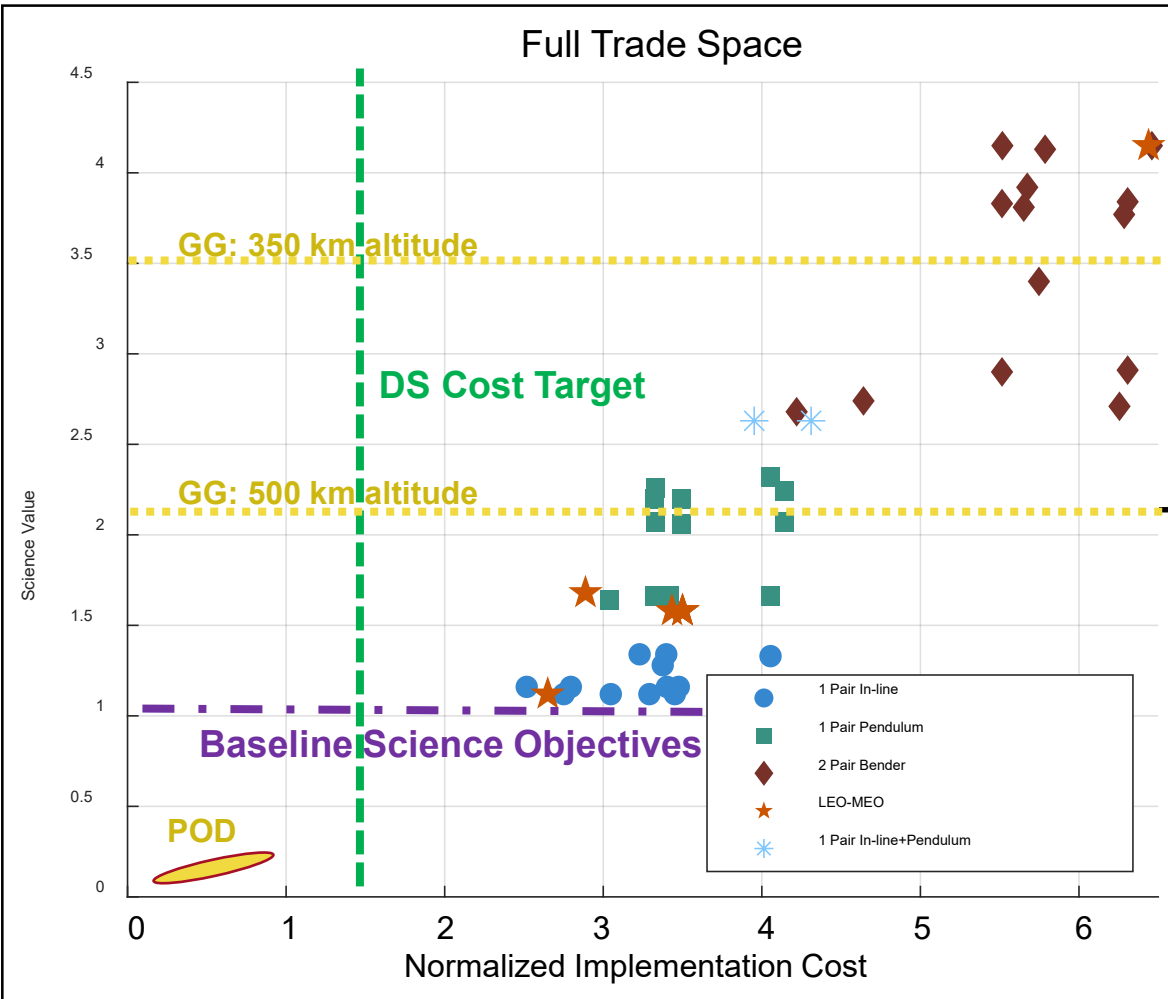 Full Trade Space
4.5
4
GG: 350 km altitude
3.5
3
DS Cost Target
2.5
GG: 500 km altitude
2
Science Value
1.5
1
Baseline Science Objectives
0.5
POD
0
1 Pair In-line
1 Pair Pendulum
2 Pair Bender
LEO-MEO
1 Pair In-line+Pendulum
0 1 2 3 4 5 6
Normalized Implementation Cost